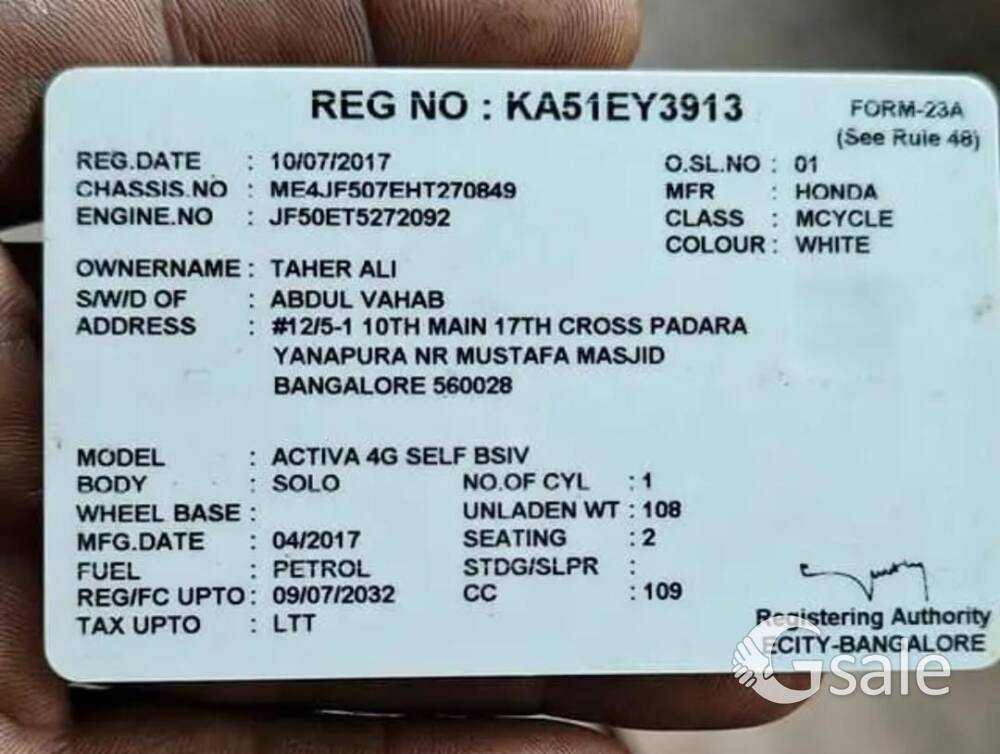 REG NO : KA51EY3913
FORM-23A
(See Rule 48)
REG.DATE : 10/07/2017 O.SL.NO : 01
CHASSIS.NO : ME4JF507EHT270849 MFR : HONDA
ENGINE.NO : JF50ET5272092 CLASS : MCYCLE
COLOUR : WHITE
OWNERNAME : TAHER ALI
S/W/D OF : ABDUL VAHAB
ADDRESS : #12/5-1 10TH MAIN 17TH CROSS PADARA
YANAPURA NR MUSTAFA MASJID
BANGALORE 560028
MODEL : ACTIVA 4G SELF BSIV
BODY : SOLO NO.OF CYL : 1
WHEEL BASE : UNLADEN WT : 108
MFG.DATE : 04/2017 SEATING : 2
FUEL : PETROL STDG/SLPR :
REG/FC UPTO : 09/07/2032 CC : 109
TAX UPTO : LTT
Registering Authority
ECITY-BANGALORE
Gsale